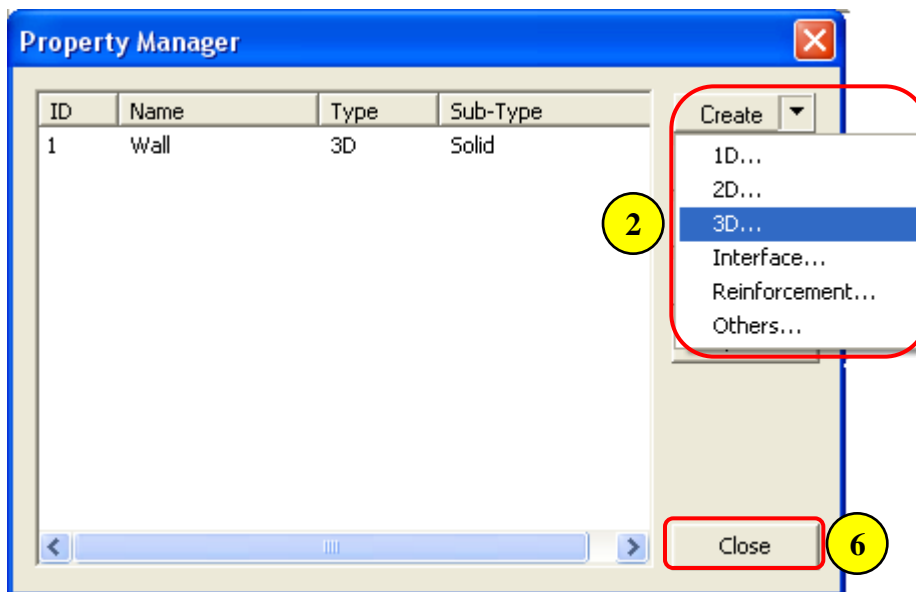 Property Manager
ID Name Type Sub-Type Create
1 Wall 3D Solid
1D...
2D...
2 3D...
Interface...
Reinforcement...
Others...
Close 6